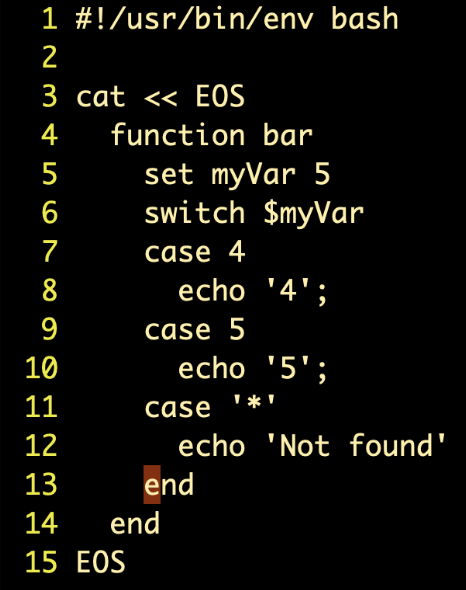 1 #!/usr/bin/env bash
2
3 cat << EOS
4   function bar
5     set myVar 5
6     switch $myVar
7     case 4
8       echo '4';
9     case 5
10       echo '5';
11     case '*'
12       echo 'Not found'
13     end
14   end
15 EOS